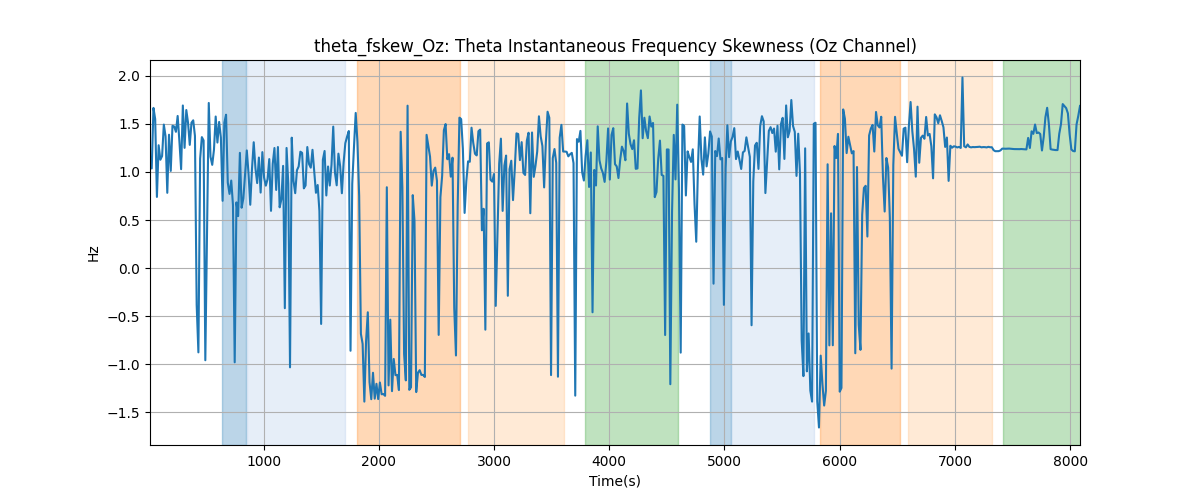 theta_fskew_Oz: Theta Instantaneous Frequency Skewness (Oz Channel)
2.0
1.5
1.0
0.5
0.0
−0.5
−1.0
−1.5
Hz
1000 2000 3000 4000 5000 6000 7000 8000
Time(s)